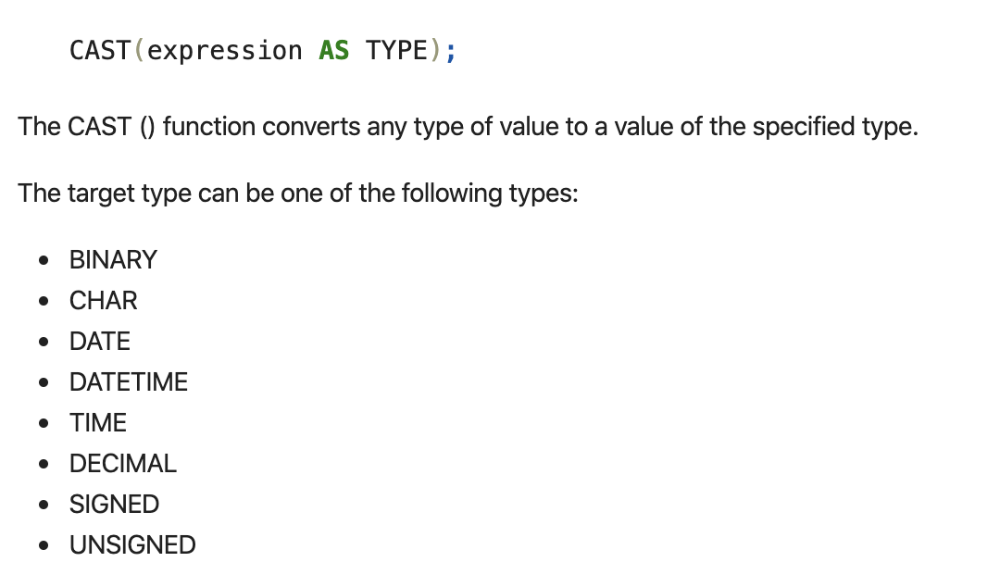 CAST(expression AS TYPE);
The CAST () function converts any type of value to a value of the specified type.
The target type can be one of the following types:
• BINARY
• CHAR
• DATE
• DATETIME
• TIME
• DECIMAL
• SIGNED
• UNSIGNED